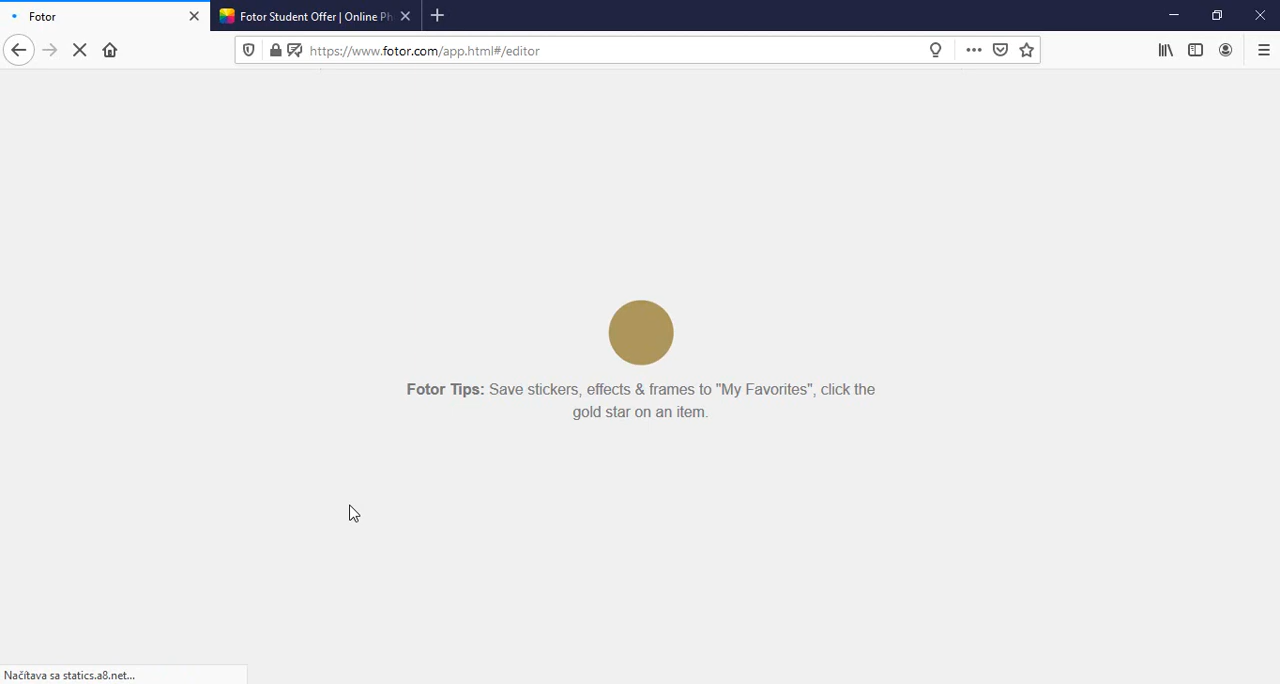 Fotor
Fotor Student Offer | Online Ph
https://www.fotor.com/app.html#/editor
Fotor Tips: Save stickers, effects & frames to "My Favorites", click the
gold star on an item.
Načítava sa statics.a8.net...